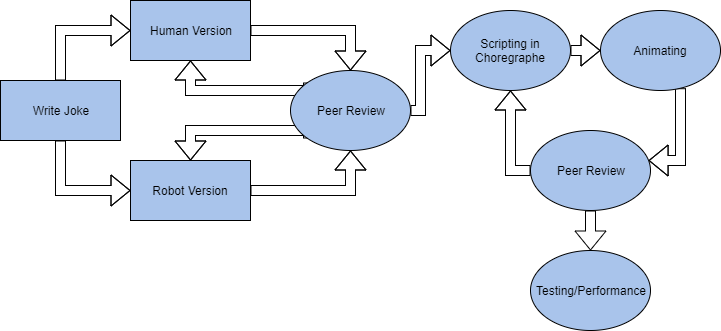 Human Version
Write Joke
Robot Version
Peer Review
Scripting in
Choregraphe
Animating
Peer Review
Testing/Performance